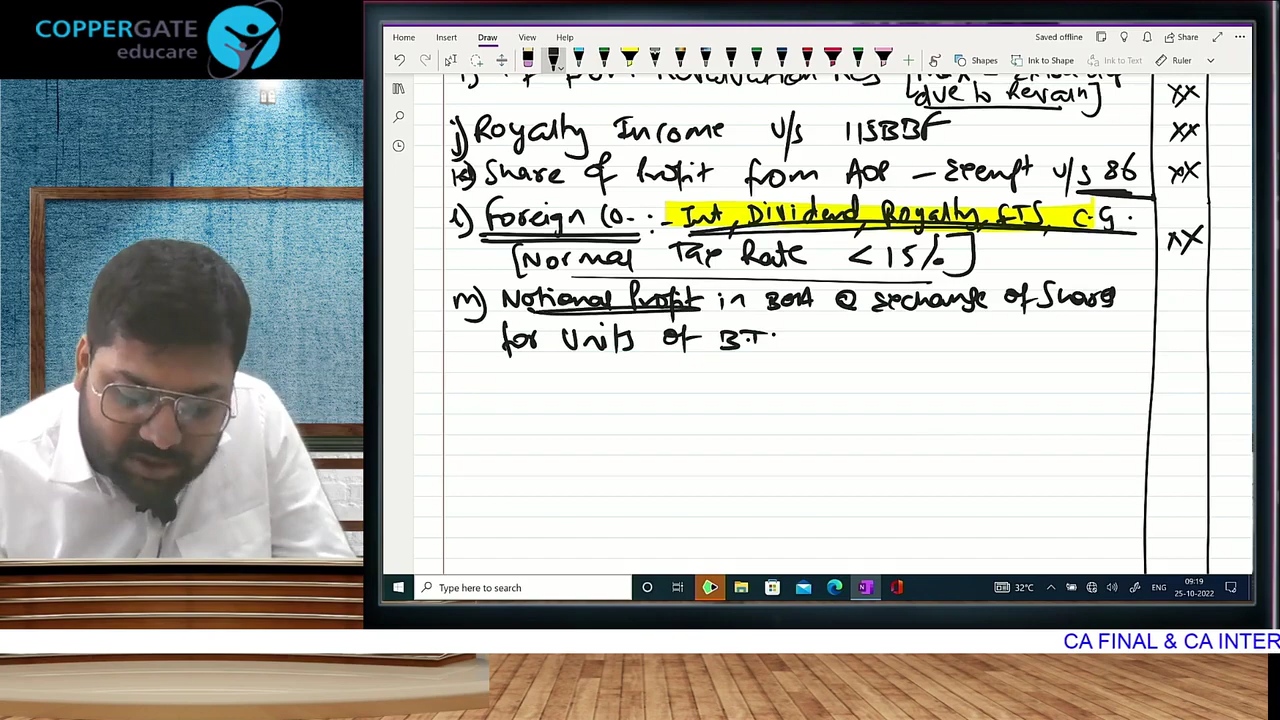 COPPERGATE
educare
Home Insert Draw View Help
Saved offline
Share
Shapes
Ink to Shape
Ink to Text
Ruler
due to Revaln] XX
j) Royalty Income u/s 115BBF XX
k) Share of Profit from AOP – Exempt u/s 86 XX
l) Foreign Co. :- Int, Dividend, Royalty, FTS, C.G.
[Normal Tax Rate < 15%] XX
m) Notional Profit in @ Exchange of Shares
for Units of B.T.
Type here to search
32°C
ENG
09:19
25-10-2022
CA FINAL & CA INTER